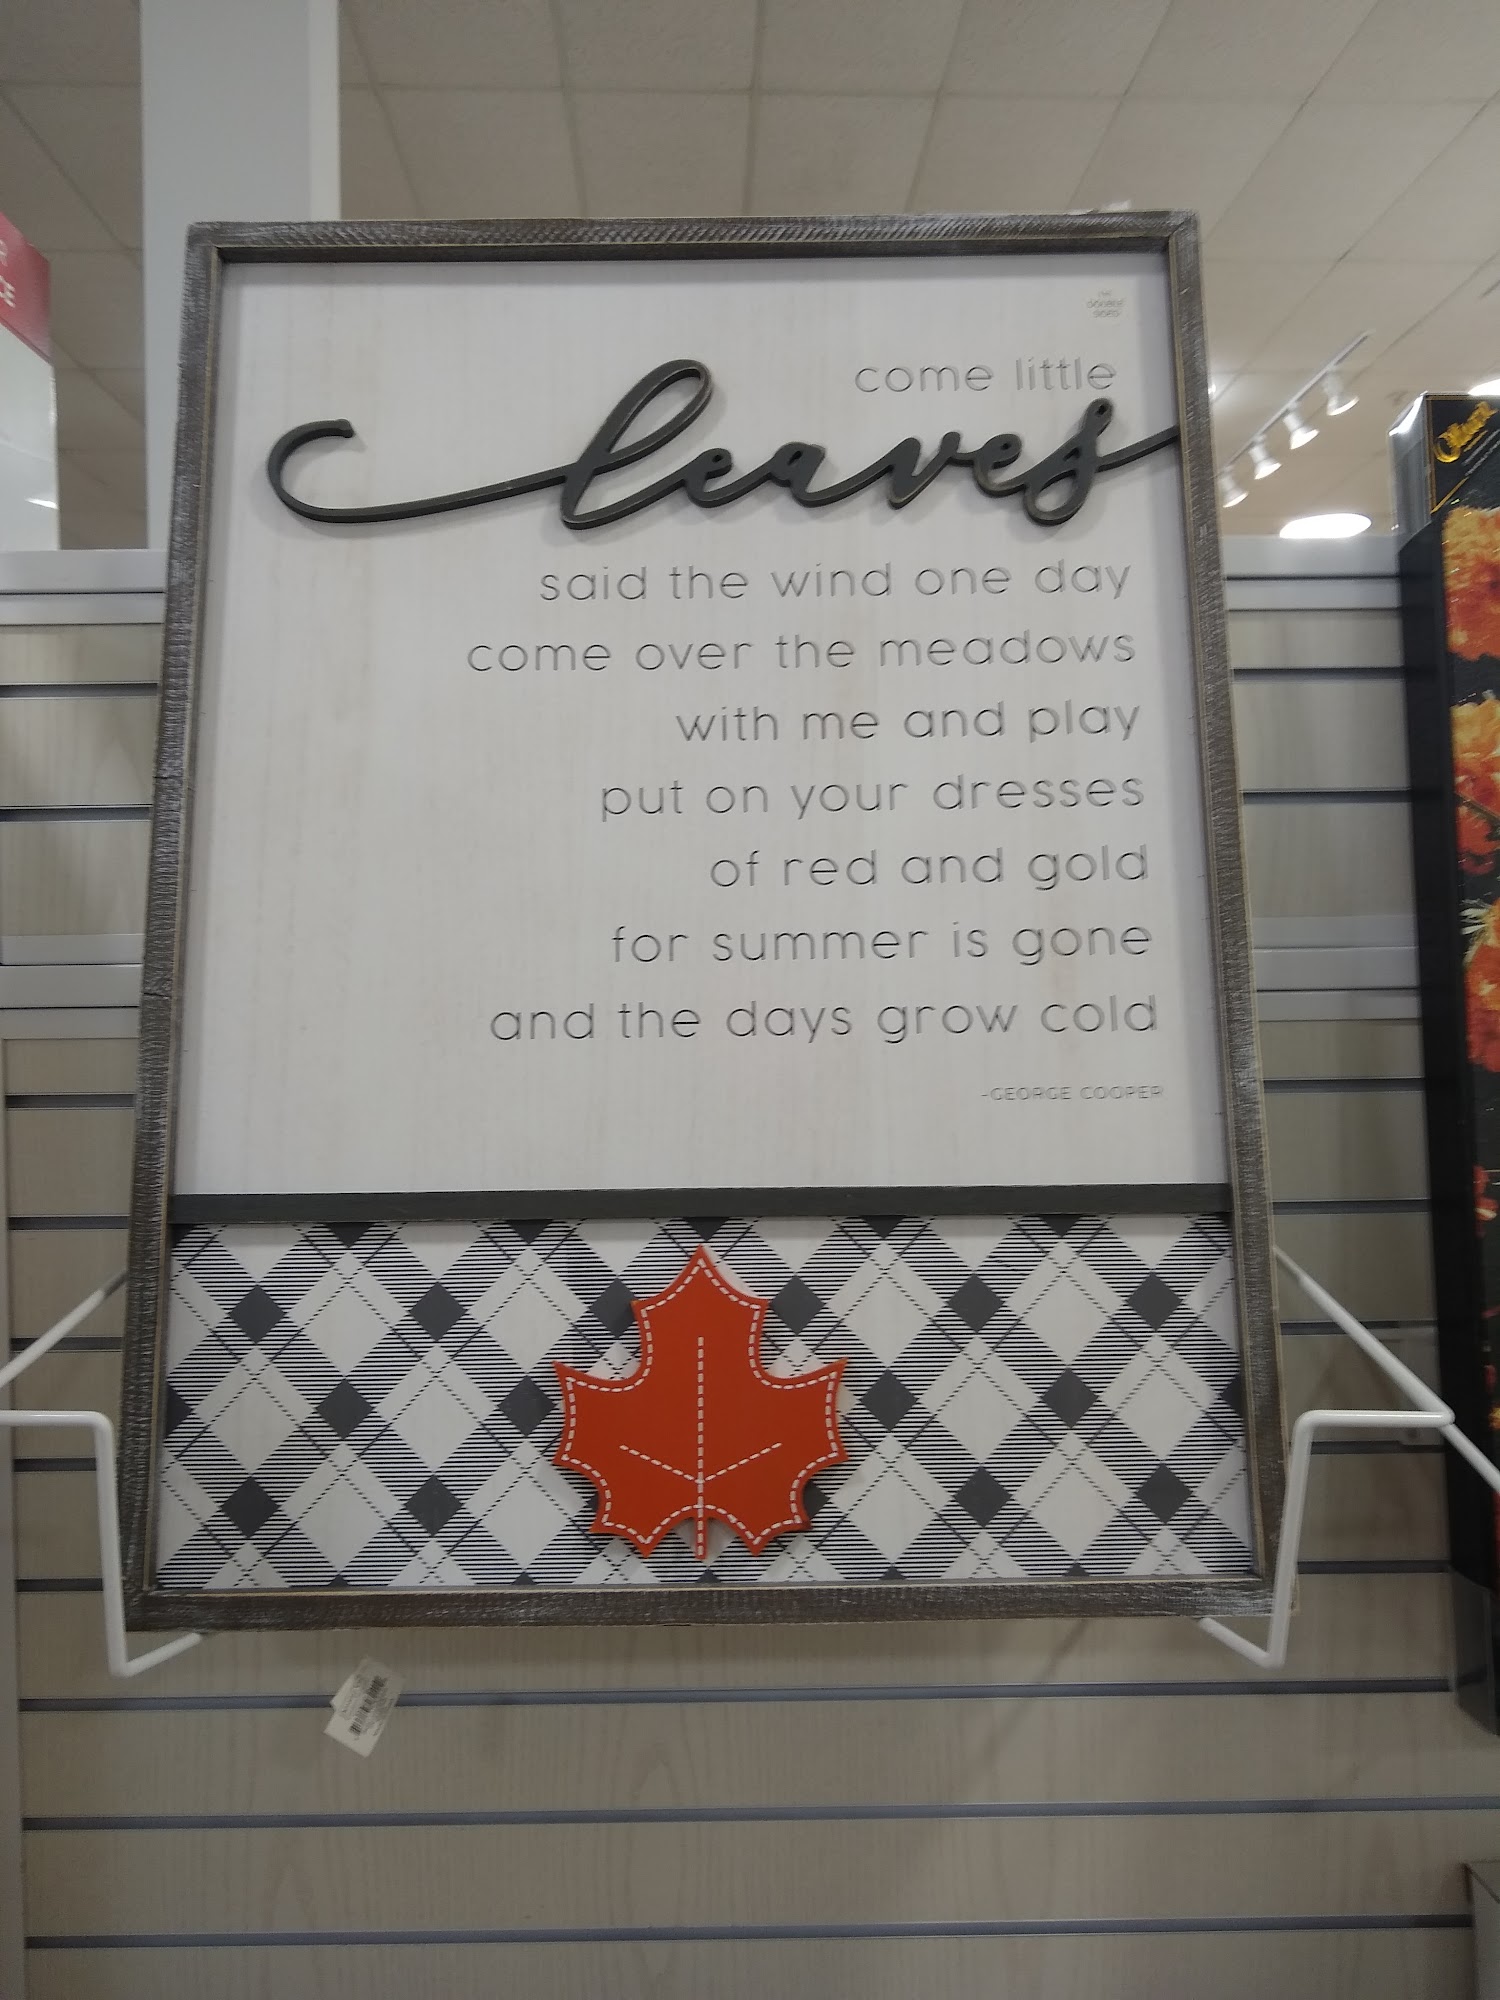 come little
leaves
said the wind one day
come over the meadows
with me and play
put on your dresses
of red and gold
for summer is gone
and the days grow cold
-GEORGE COOPER